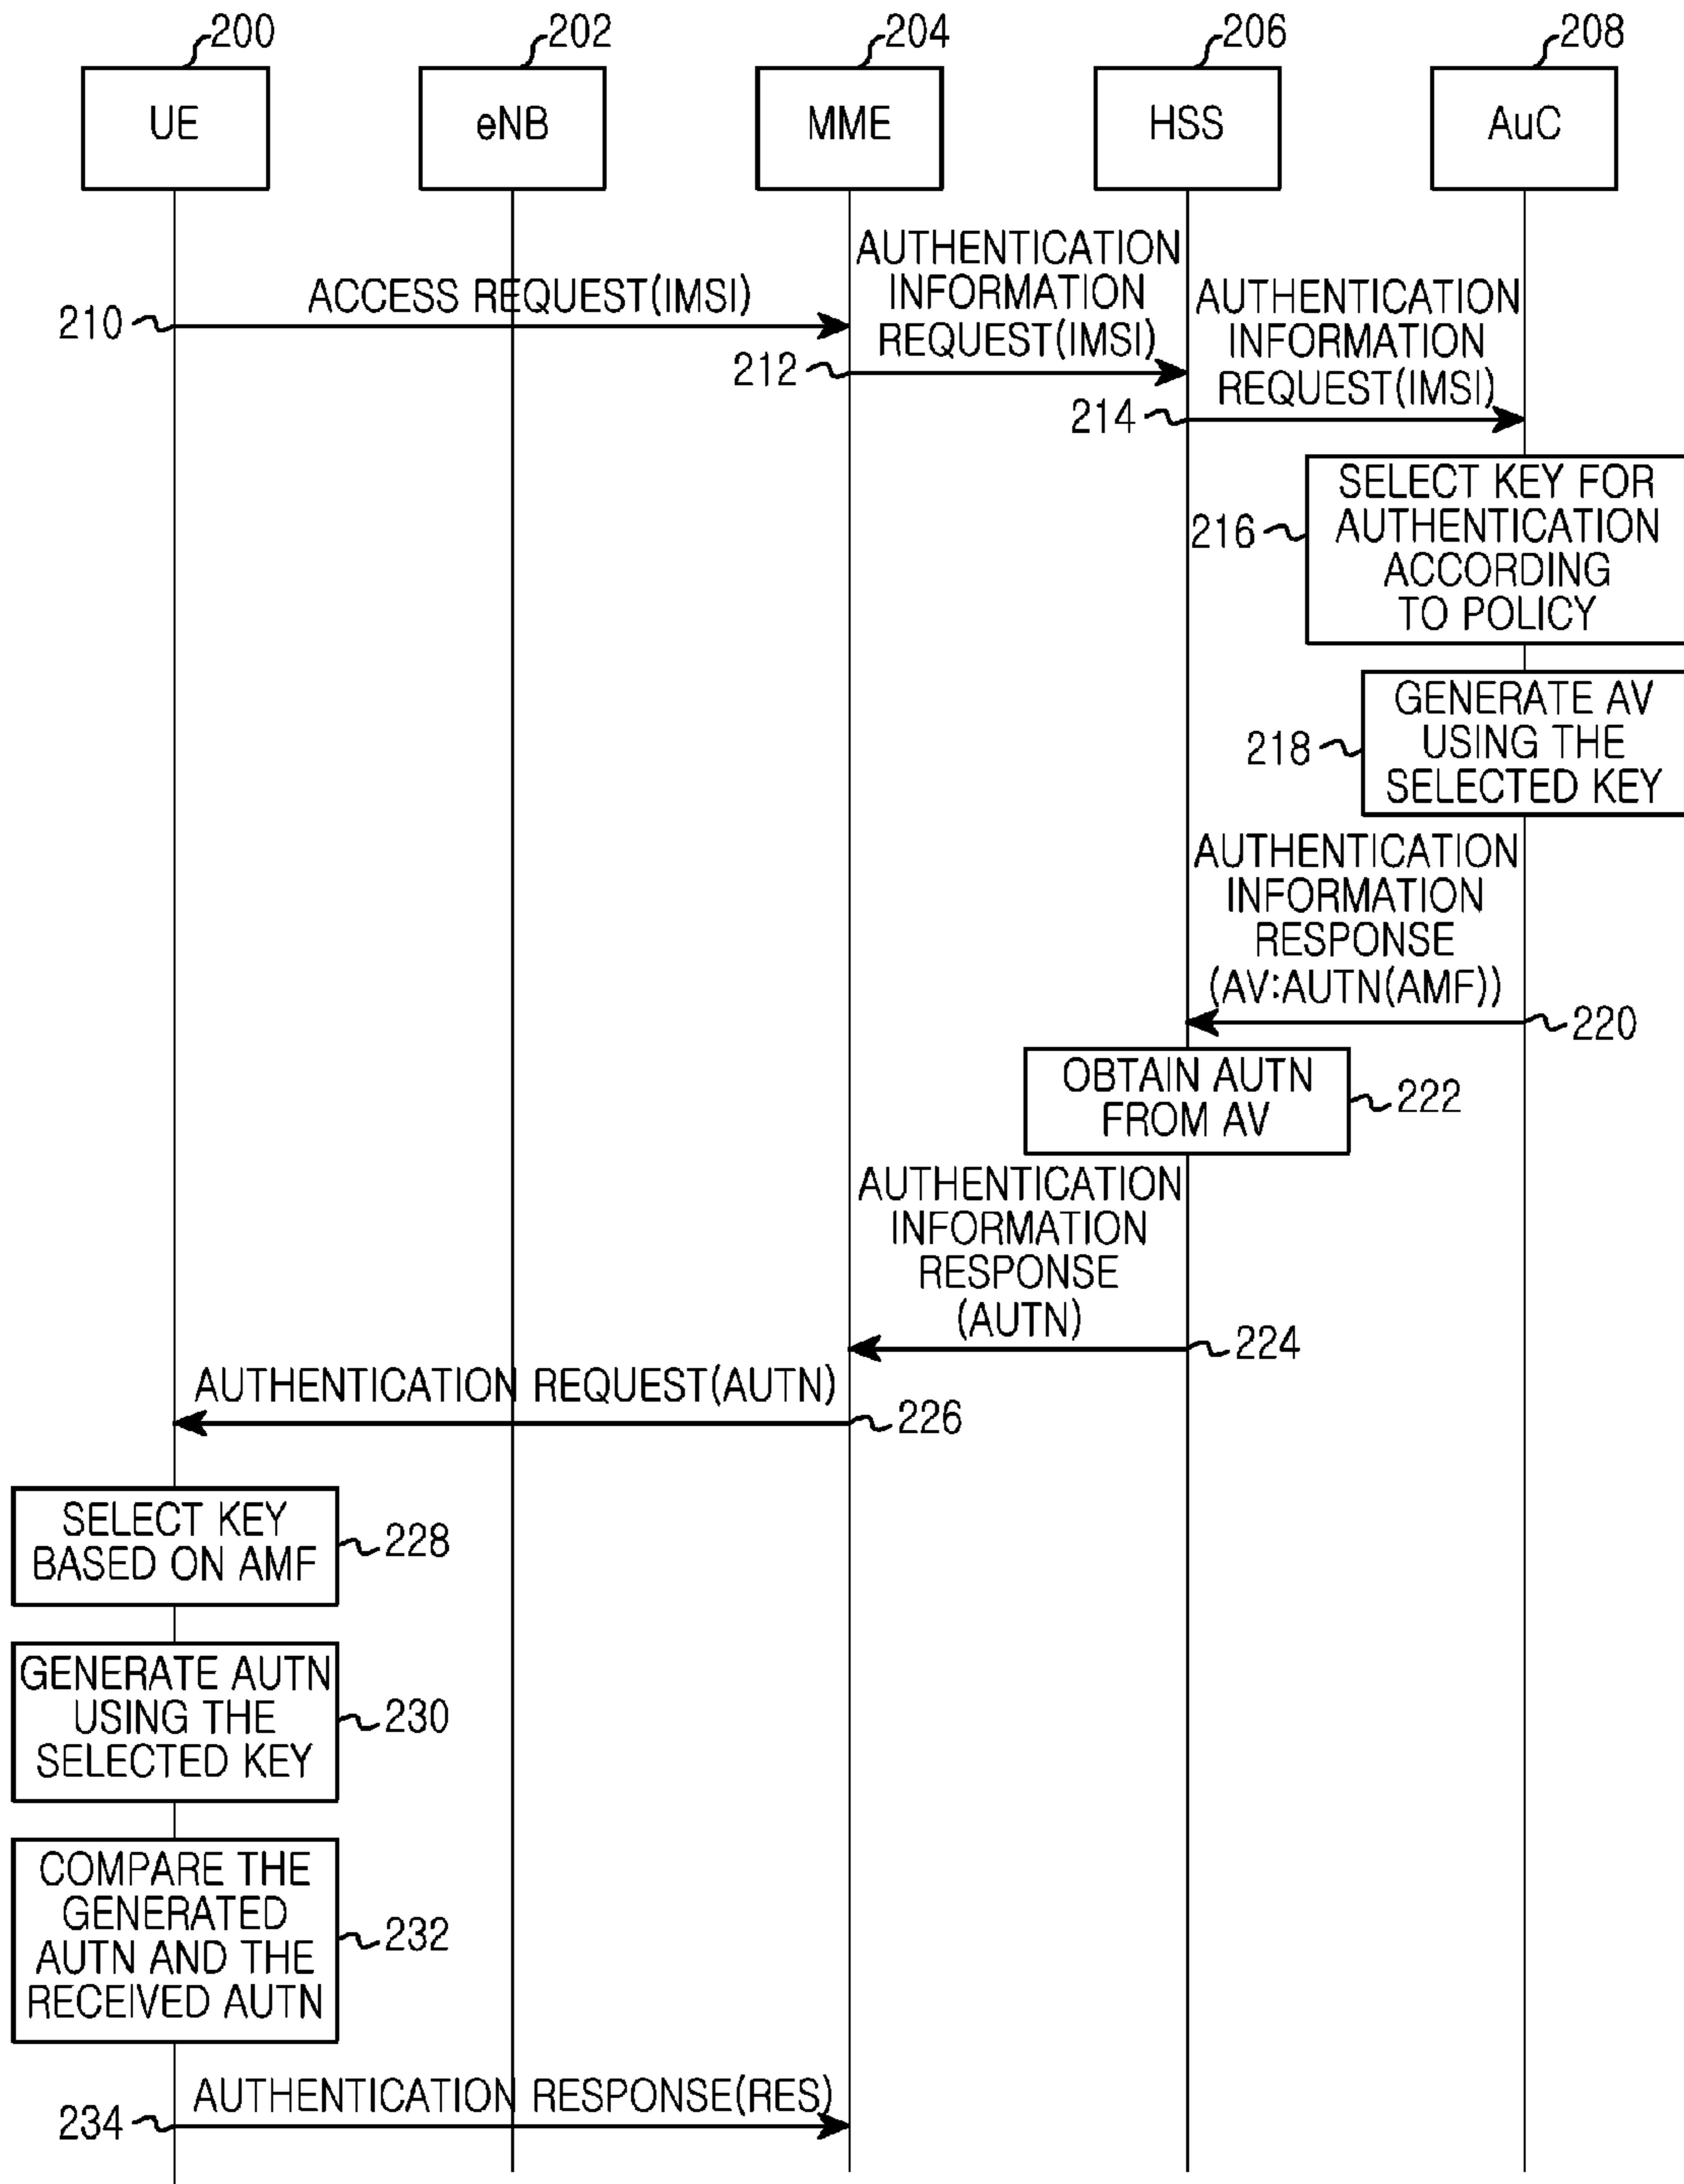 200
202
204
206
208
UE
eNB
MME
HSS
AuC
AUTHENTICATION
INFORMATION
REQUEST(IMSI)
ACCESS REQUEST(IMSI)
AUTHENTICATION
INFORMATION
REQUEST(IMSI)
210
212
214
SELECT KEY FOR
AUTHENTICATION
ACCORDING
TO POLICY
216
GENERATE AV
USING THE
SELECTED KEY
218
AUTHENTICATION
INFORMATION
RESPONSE
(AV:AUTN(AMF))
220
OBTAIN AUTN
FROM AV
222
AUTHENTICATION
INFORMATION
RESPONSE
(AUTN)
224
AUTHENTICATION REQUEST(AUTN)
226
SELECT KEY
BASED ON AMF
228
GENERATE AUTN
USING THE
SELECTED KEY
230
COMPARE THE
GENERATED
AUTN AND THE
RECEIVED AUTN
232
AUTHENTICATION RESPONSE(RES)
234